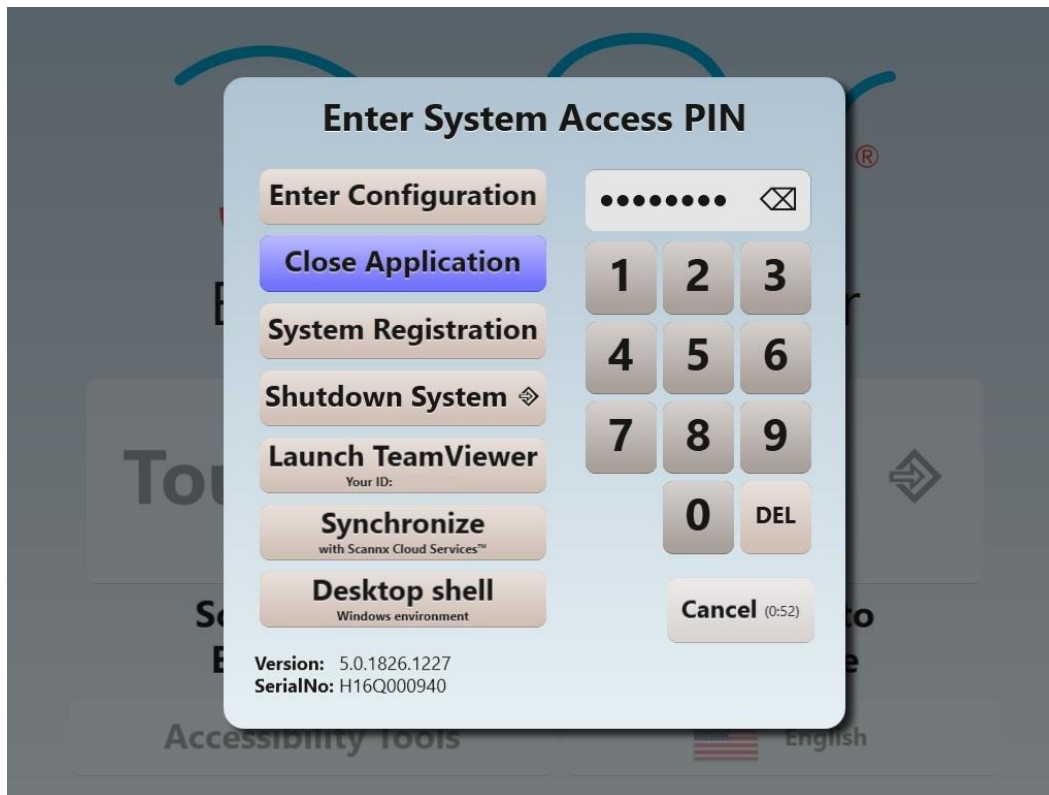 Enter System Access PIN
Enter Configuration
Close Application
System Registration
Shutdown System
Launch TeamViewer
Your ID:
Synchronize
with Scannx Cloud Services™
Desktop shell
Windows environment
Version: 5.0.1826.1227
SerialNo: H16Q000940
••••••••
1 2 3
4 5 6
7 8 9
0 DEL
Cancel (0:52)
®
Accessibility Tools
English